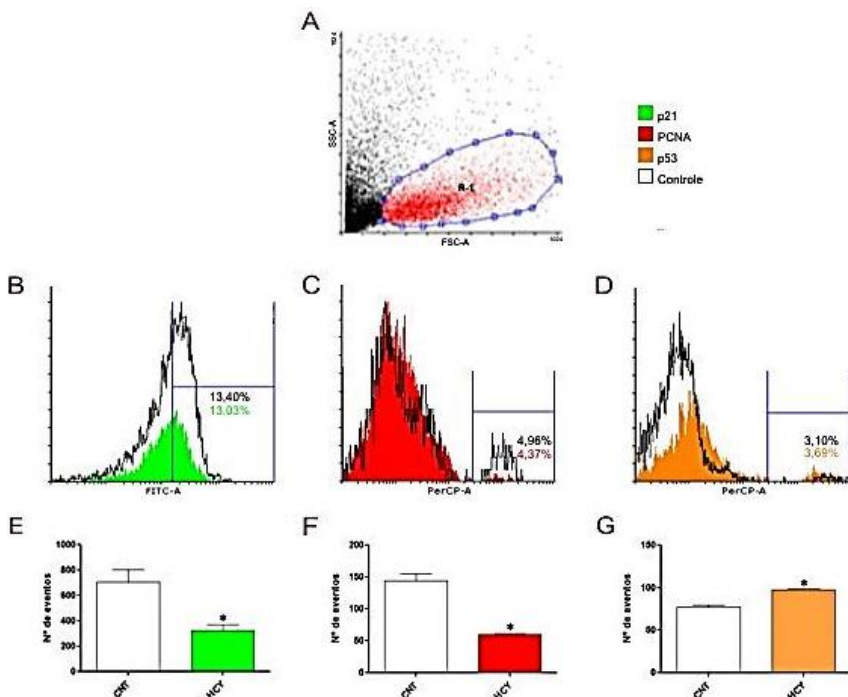 A
1024
SSC-A
R-1
FSC-A
1024
p21
PCNA
p53
Controle
B
13,40%
13,03%
FITC-A
C
4,96%
4,37%
PerCP-A
D
3,10%
3,69%
PerCP-A
E
Nº de eventos
1000
800
600
400
200
0
*
CNT
HCY
F
Nº de eventos
200
150
100
50
0
*
CNT
HCY
G
Nº de eventos
150
100
50
0
*
CNT
HCY